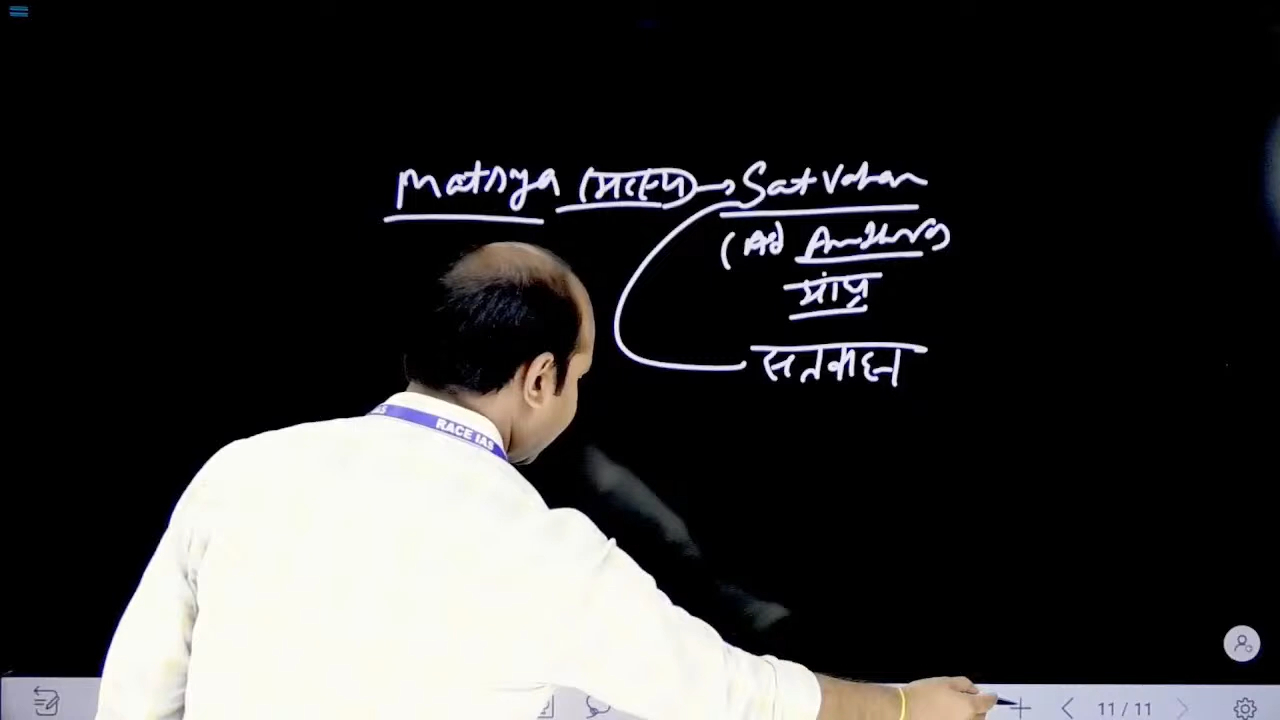 Matsya (मत्स्य) → Satvahan
(Ad Andhra)
आंध्र
सतवाहन
RACE IAS
11 / 11